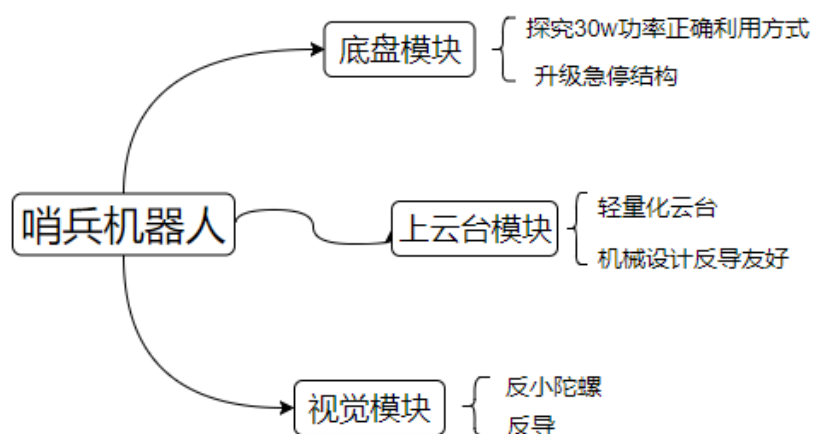 探究30w功率正确利用方式
底盘模块
升级急停结构
哨兵机器人
轻量化云台
上云台模块
机械设计反导友好
反小陀螺
视觉模块
反导